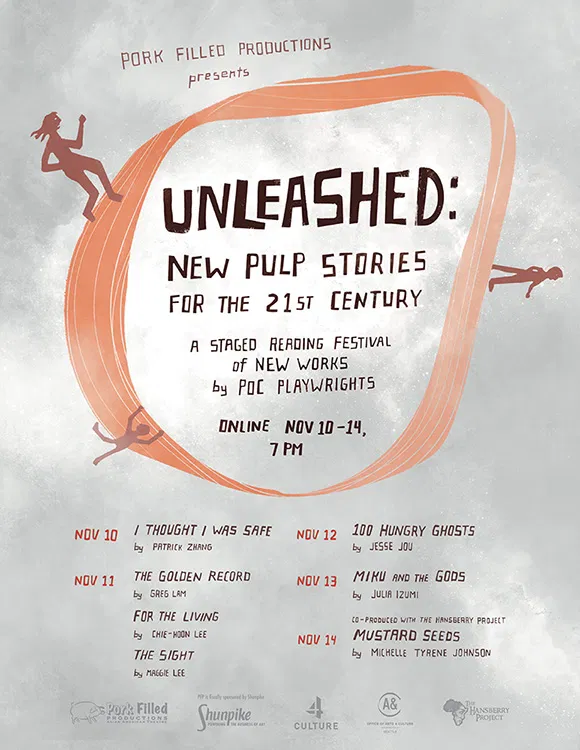 PORK FILLED PRODUCTIONS
presents
UNLEASHED:
NEW PULP STORIES
FOR THE 21ST CENTURY
A STAGED READING FESTIVAL
of NEW WORKS
by POC PLAYWRIGHTS
ONLINE NOV 10-14,
7 PM
NOV 10 I THOUGHT I WAS SAFE
by PATRICK ZHANG
NOV 11 THE GOLDEN RECORD
by GREG LAM
FOR THE LIVING
by CHIE-HOON LEE
THE SIGHT
by MAGGIE LEE
NOV 12 100 HUNGRY GHOSTS
by JESSE JOU
NOV 13 MIKU AND THE GODS
by JULIA IZUMI
CO-PRODUCED WITH THE HANSBERRY PROJECT
NOV 14 MUSTARD SEEDS
by MICHELLE TYRENE JOHNSON
Pork Filled
PRODUCTIONS
PFP is fiscally sponsored by Shunpike
Shunpike
4
CULTURE
A&
OFFICE OF ARTS & CULTURE
SEATTLE
THE
HANSBERRY
PROJECT